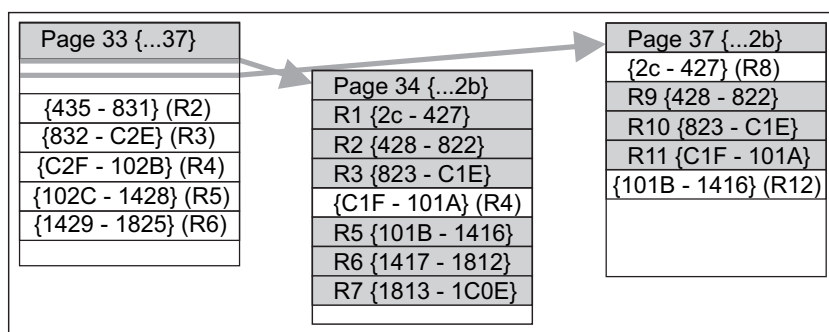 Page 33 {...37}
{435 - 831} (R2)
{832 - C2E} (R3)
{C2F - 102B} (R4)
{102C - 1428} (R5)
{1429 - 1825} (R6)
Page 34 {...2b}
R1 {2c - 427}
R2 {428 - 822}
R3 {823 - C1E}
{C1F - 101A} (R4)
R5 {101B - 1416}
R6 {1417 - 1812}
R7 {1813 - 1C0E}
Page 37 {...2b}
{2c - 427} (R8)
R9 {428 - 822}
R10 {823 - C1E}
R11 {C1F - 101A}
{101B - 1416} (R12)